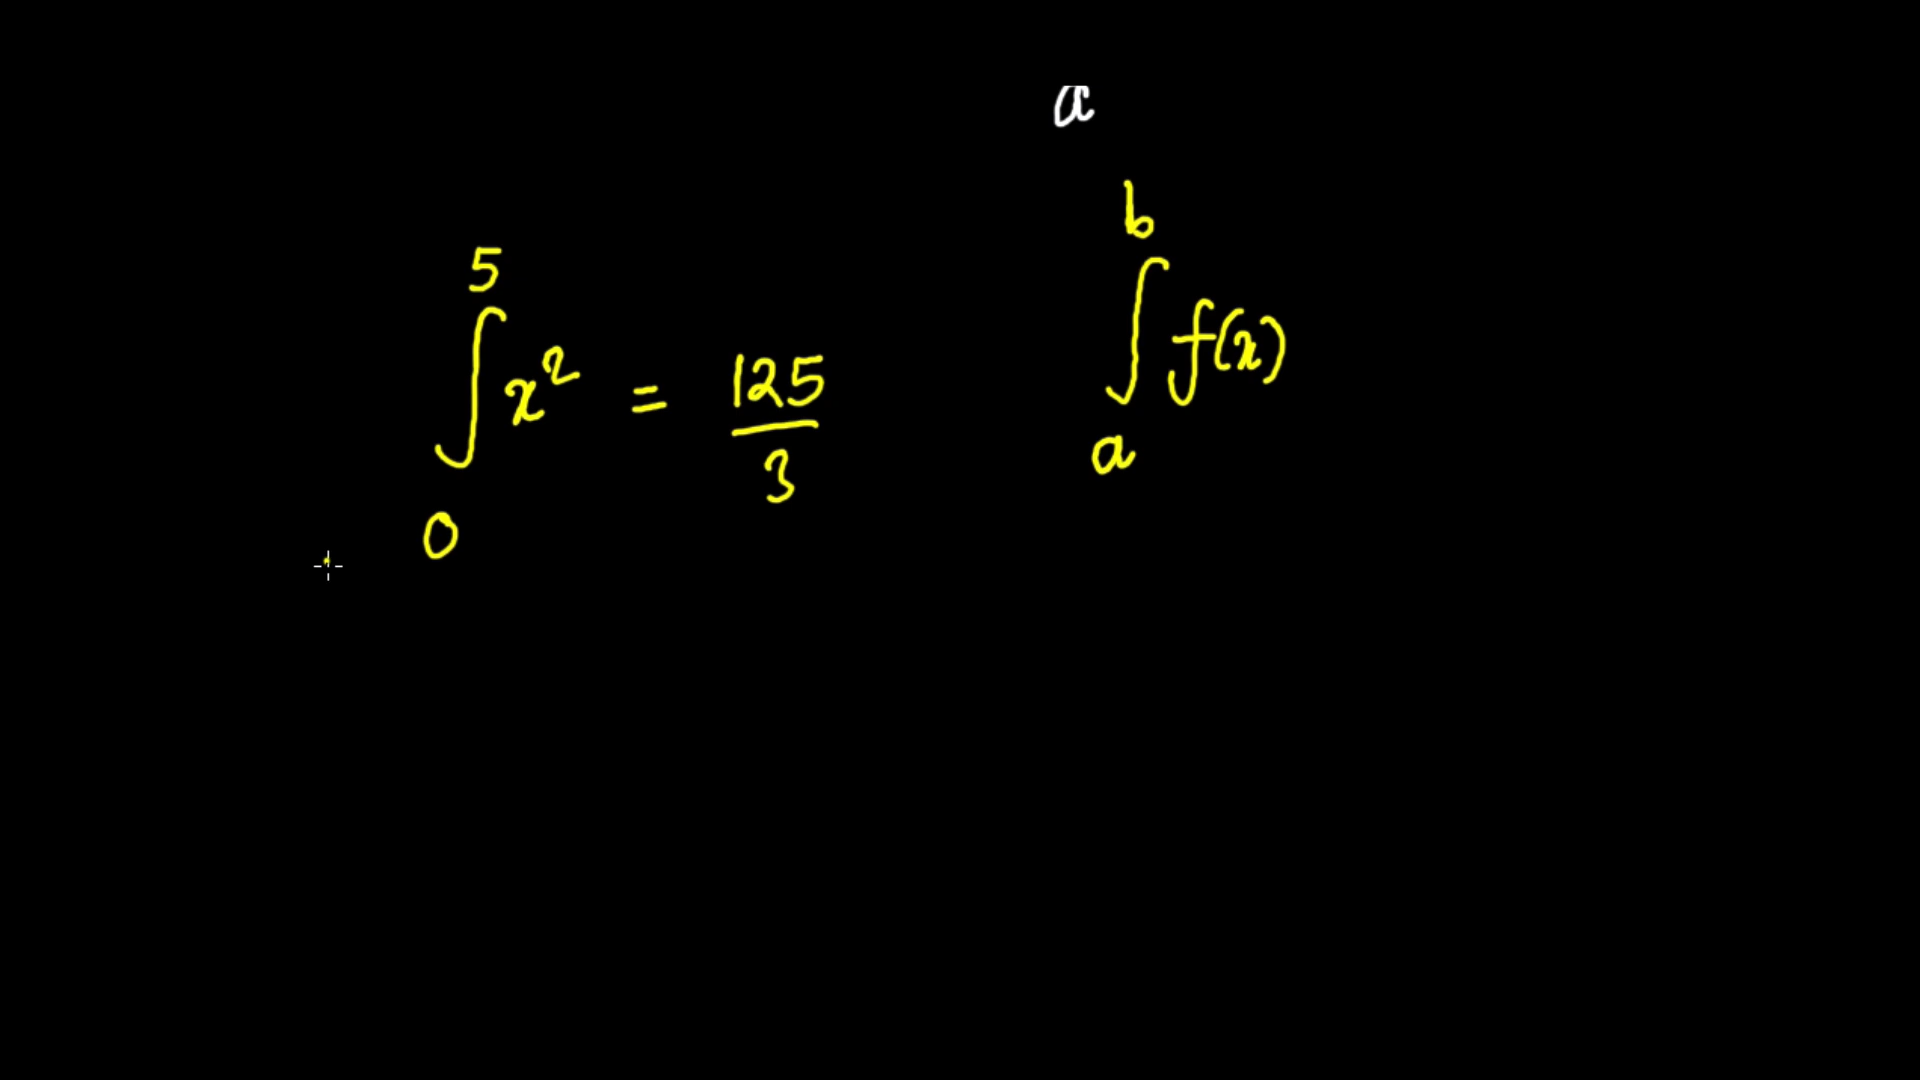 a
5
∫ x² = 125/3
0
b
∫ f(x)
a